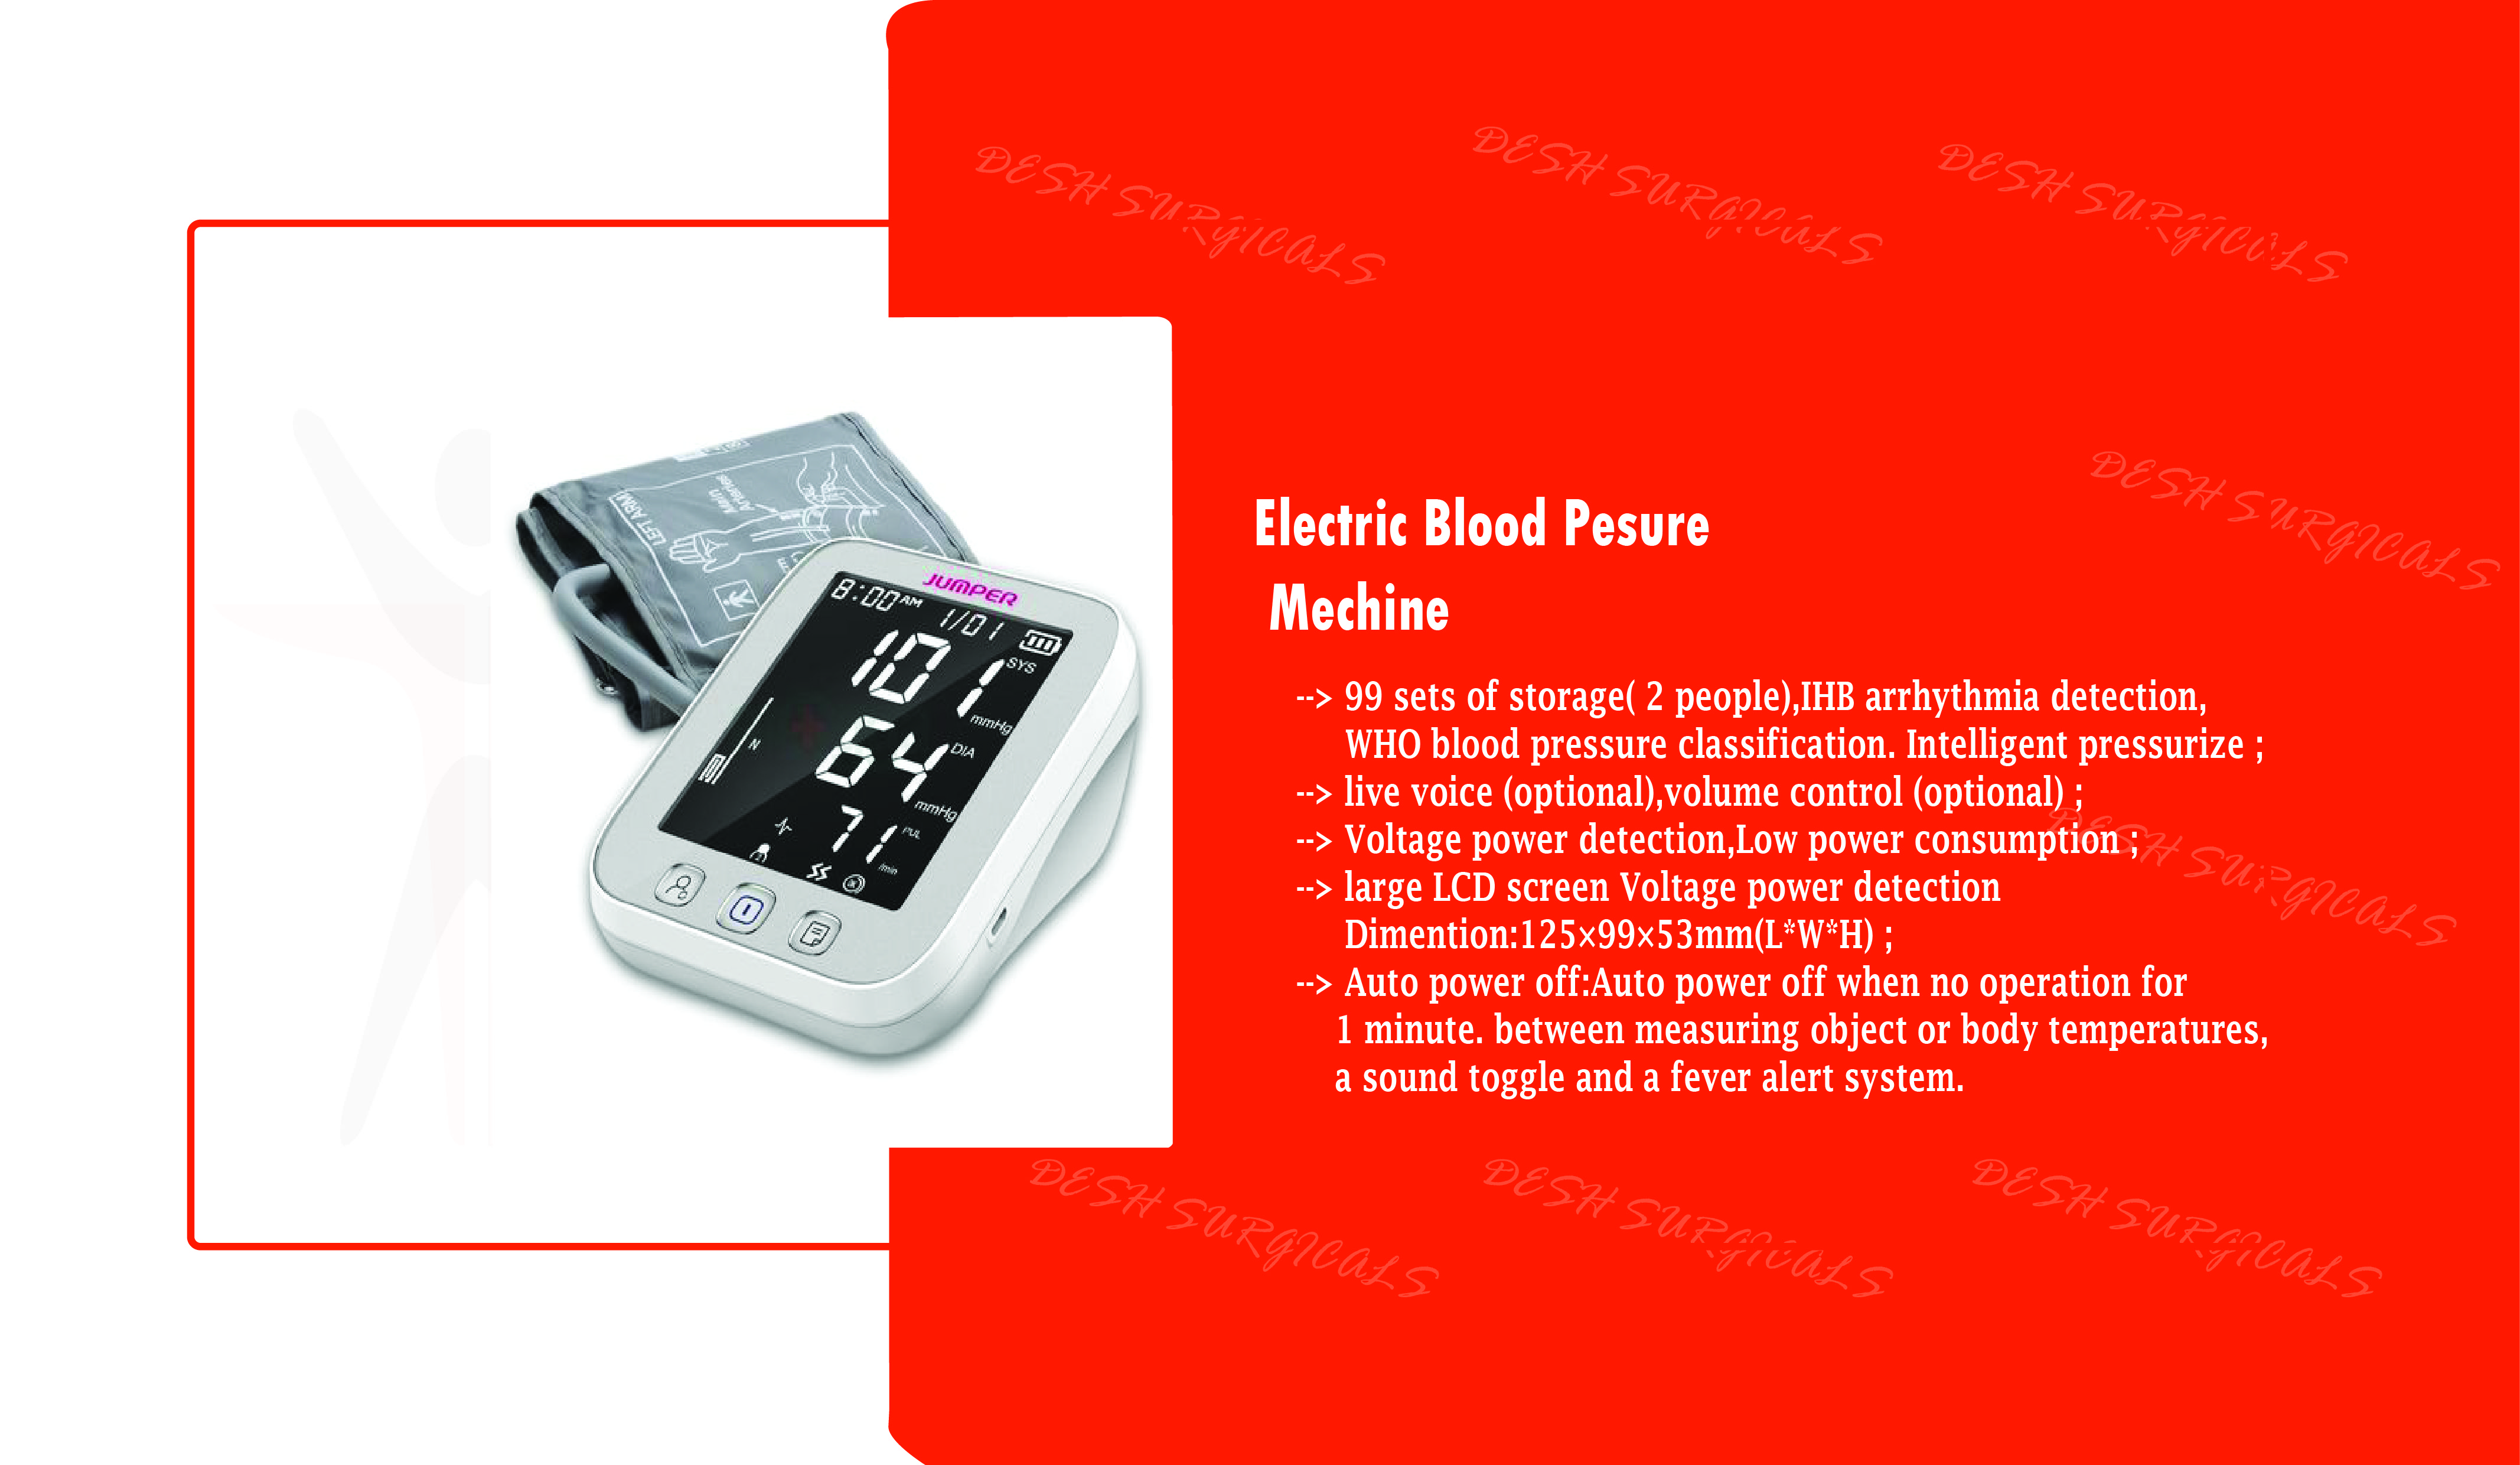 DESH SURGICALS
DESH SURGICALS
DESH SURGICALS
DESH SURGICALS
LEFT ARM
Main
Arteries
JUMPER
8:00 AM
1/01
101
SYS
mmHg
64
DIA
mmHg
N
71
PUL
/min
Electric Blood Pesure
Mechine
--> 99 sets of storage( 2 people),IHB arrhythmia detection,
WHO blood pressure classification. Intelligent pressurize ;
--> live voice (optional),volume control (optional) ;
--> Voltage power detection,Low power consumption ;
--> large LCD screen Voltage power detection
Dimention:125×99×53mm(L*W*H) ;
--> Auto power off:Auto power off when no operation for
1 minute. between measuring object or body temperatures,
a sound toggle and a fever alert system.
DESH SURGICALS
DESH SURGICALS
DESH SURGICALS
DESH SURGICALS